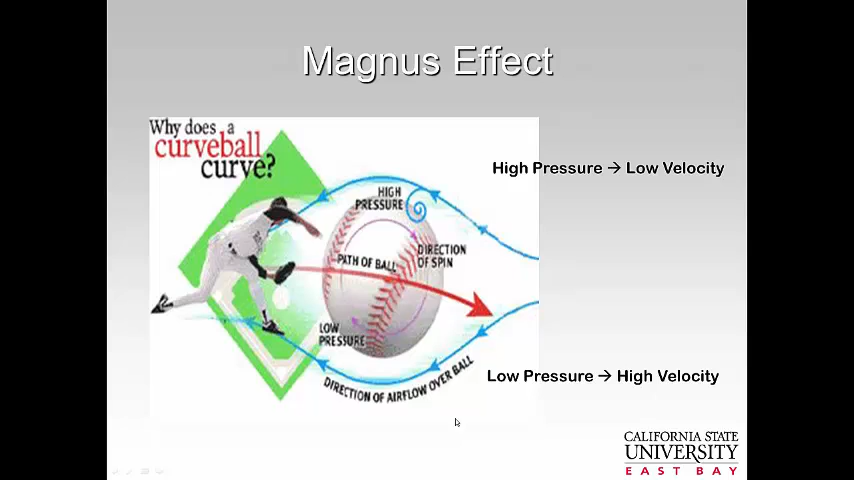 Magnus Effect
Why does a
curveball
curve?
High Pressure → Low Velocity
HIGH
PRESSURE
DIRECTION
OF SPIN
PATH OF BALL
LOW
PRESSURE
DIRECTION OF AIRFLOW OVER BALL
Low Pressure → High Velocity
CALIFORNIA STATE
UNIVERSITY
EAST BAY